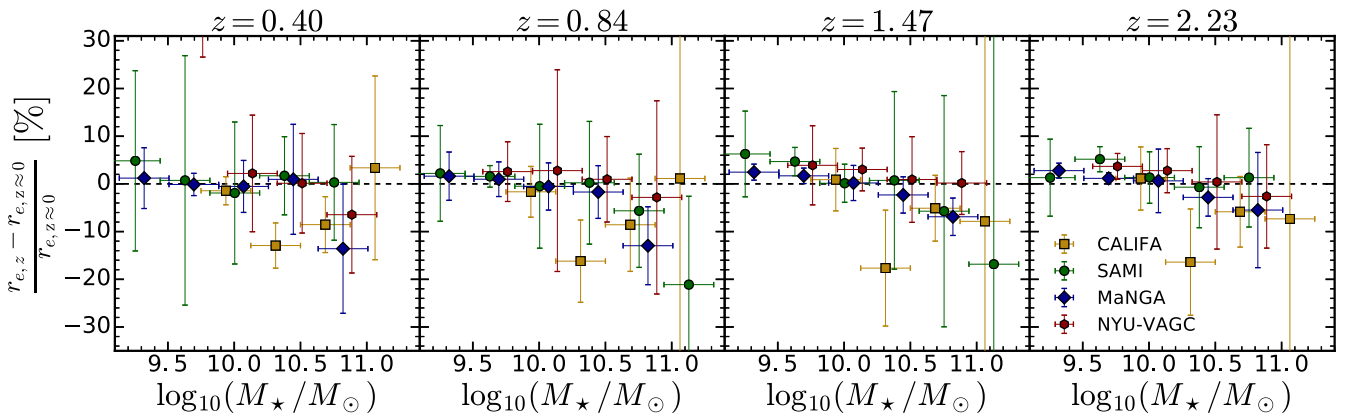 z = 0.40 z = 0.84 z = 1.47 z = 2.23
30
20
10
0
−10
−20
−30
(r_{e,z} − r_{e,z≈0}) / r_{e,z≈0} [%]
CALIFA
SAMI
MaNGA
NYU-VAGC
9.5 10.0 10.5 11.0 9.5 10.0 10.5 11.0 9.5 10.0 10.5 11.0 9.5 10.0 10.5 11.0
log₁₀(M⋆/M⊙) log₁₀(M⋆/M⊙) log₁₀(M⋆/M⊙) log₁₀(M⋆/M⊙)